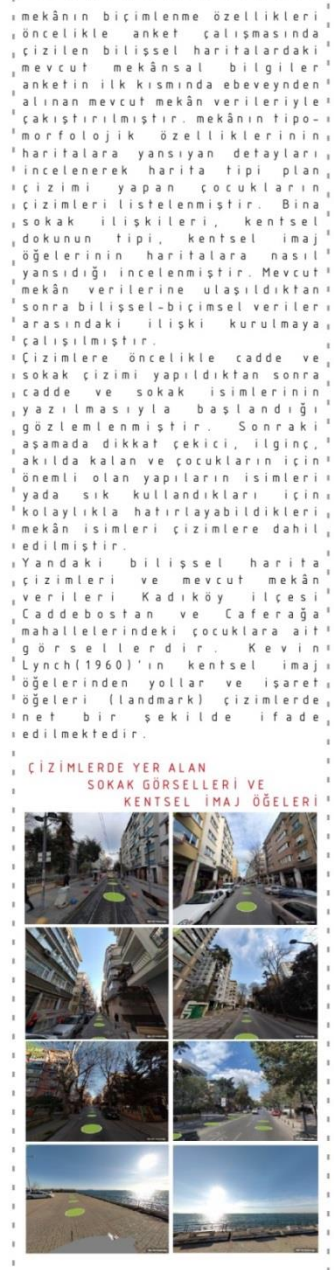 mekânın biçimlenme özellikleri
öncelikle anket çalışmasında
çizilen bilişsel haritalardaki
mevcut mekânsal bilgiler
anketin ilk kısmında ebeveynden
alınan mevcut mekân verileriyle
çakıştırılmıştır. mekânın tipo-
morfolojik özelliklerinin
haritalara yansıyan detayları
incelenerek harita tipi plan
çizimi yapan çocukların
çizimleri listelenmiştir. Bina
sokak ilişkileri, kentsel
dokunun tipi, kentsel imaj
öğelerinin haritalara nasıl
yansıdığı incelenmiştir. Mevcut
mekân verilerine ulaşıldıktan
sonra bilişsel-biçimsel veriler
arasındaki ilişki kurulmaya
çalışılmıştır.
Çizimlere öncelikle cadde ve
sokak çizimi yapıldıktan sonra
cadde ve sokak isimlerinin
yazılmasıyla başlandığı
gözlemlenmiştir. Sonraki
aşamada dikkat çekici, ilginç,
akılda kalan ve çocukların için
önemli olan yapıların isimleri
yada sık kullandıkları için
kolaylıkla hatırlayabildikleri
mekân isimleri çizimlere dahil
edilmiştir.
Yandaki bilişsel harita
çizimleri ve mevcut mekân
verileri Kadıköy ilçesi
Caddebostan ve Caferağa
mahallelerindeki çocuklara ait
görsellerdir. Kevin
Lynch(1960)'ın kentsel imaj
öğelerinden yollar ve işaret
öğeleri (landmark) çizimlerde
net bir şekilde ifade
edilmektedir.
ÇİZİMLERDE YER ALAN
SOKAK GÖRSELLERİ VE
KENTSEL İMAJ ÖĞELERİ